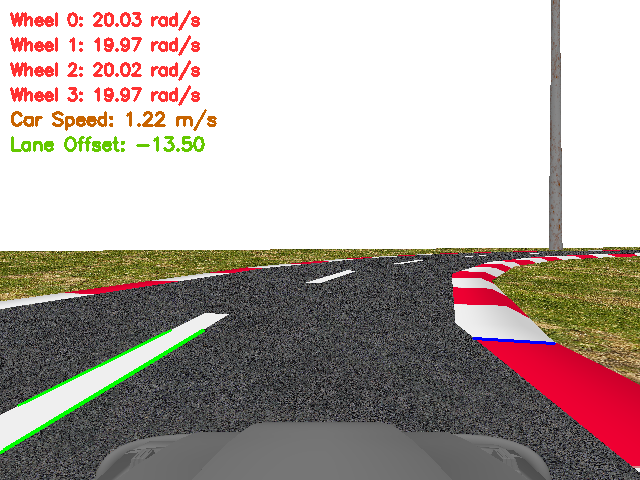 Wheel 0: 20.03 rad/s
Wheel 1: 19.97 rad/s
Wheel 2: 20.02 rad/s
Wheel 3: 19.97 rad/s
Car Speed: 1.22 m/s
Lane Offset: -13.50